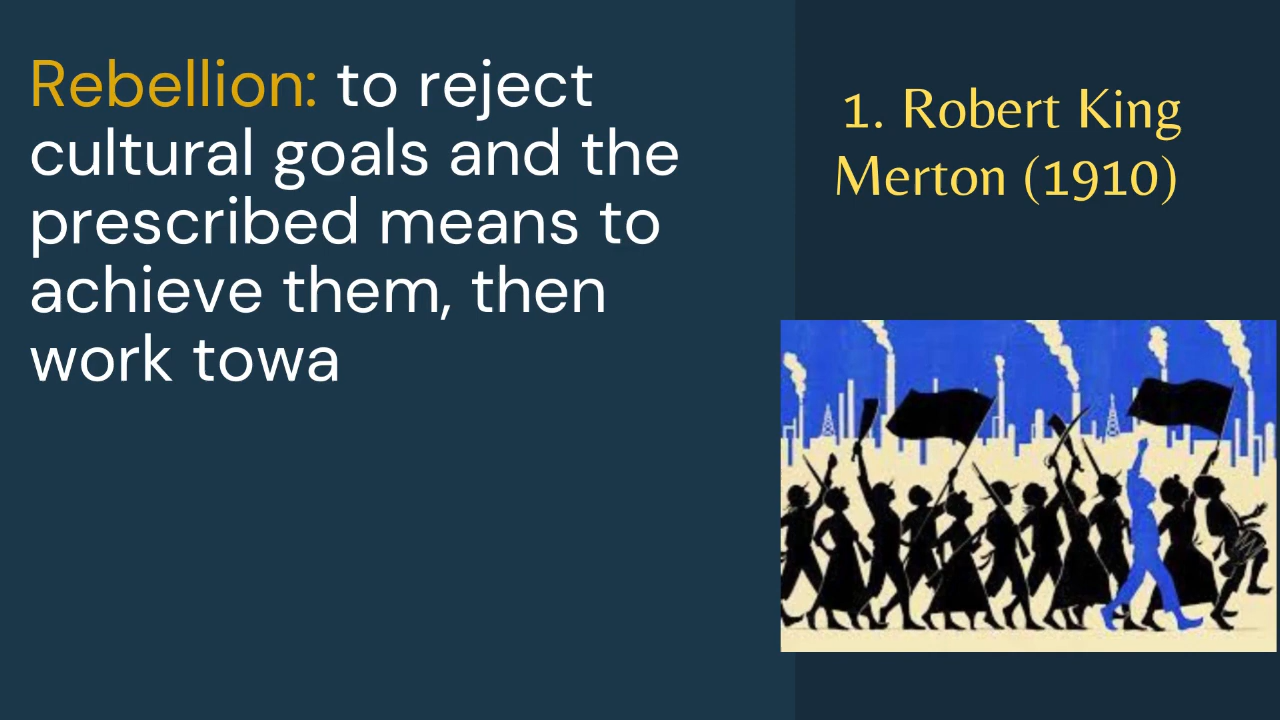 Rebellion: to reject
cultural goals and the
prescribed means to
achieve them, then
work towa
1. Robert King
Merton (1910)